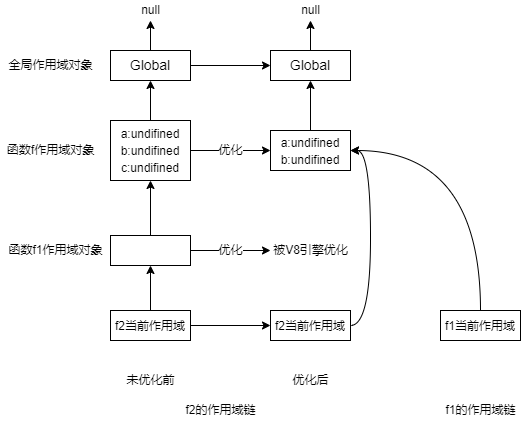 null
null
全局作用域对象
Global
Global
函数f作用域对象
a:undifined
b:undifined
c:undifined
优化
a:undifined
b:undifined
函数f1作用域对象
优化
被V8引擎优化
f2当前作用域
f2当前作用域
f1当前作用域
未优化前
优化后
f2的作用域链
f1的作用域链